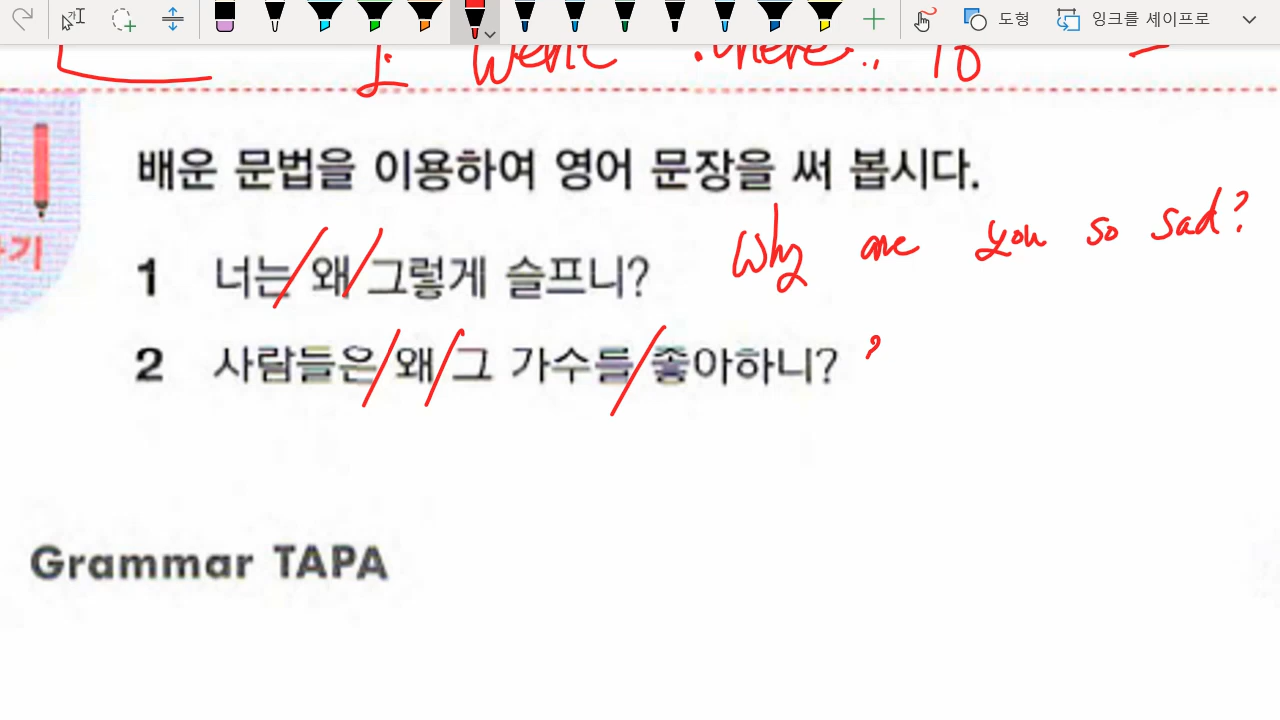 도형 잉크를 셰이프로
I went there.. 10
배운 문법을 이용하여 영어 문장을 써 봅시다.
Why are you so sad?
1 너는 왜 그렇게 슬프니?
2 사람들은 왜 그 가수를 좋아하니? ?
Grammar TAPA